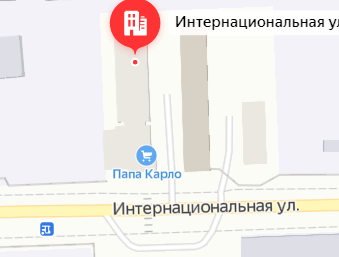 Интернациональная ул
Папа Карло
Интернациональная ул.